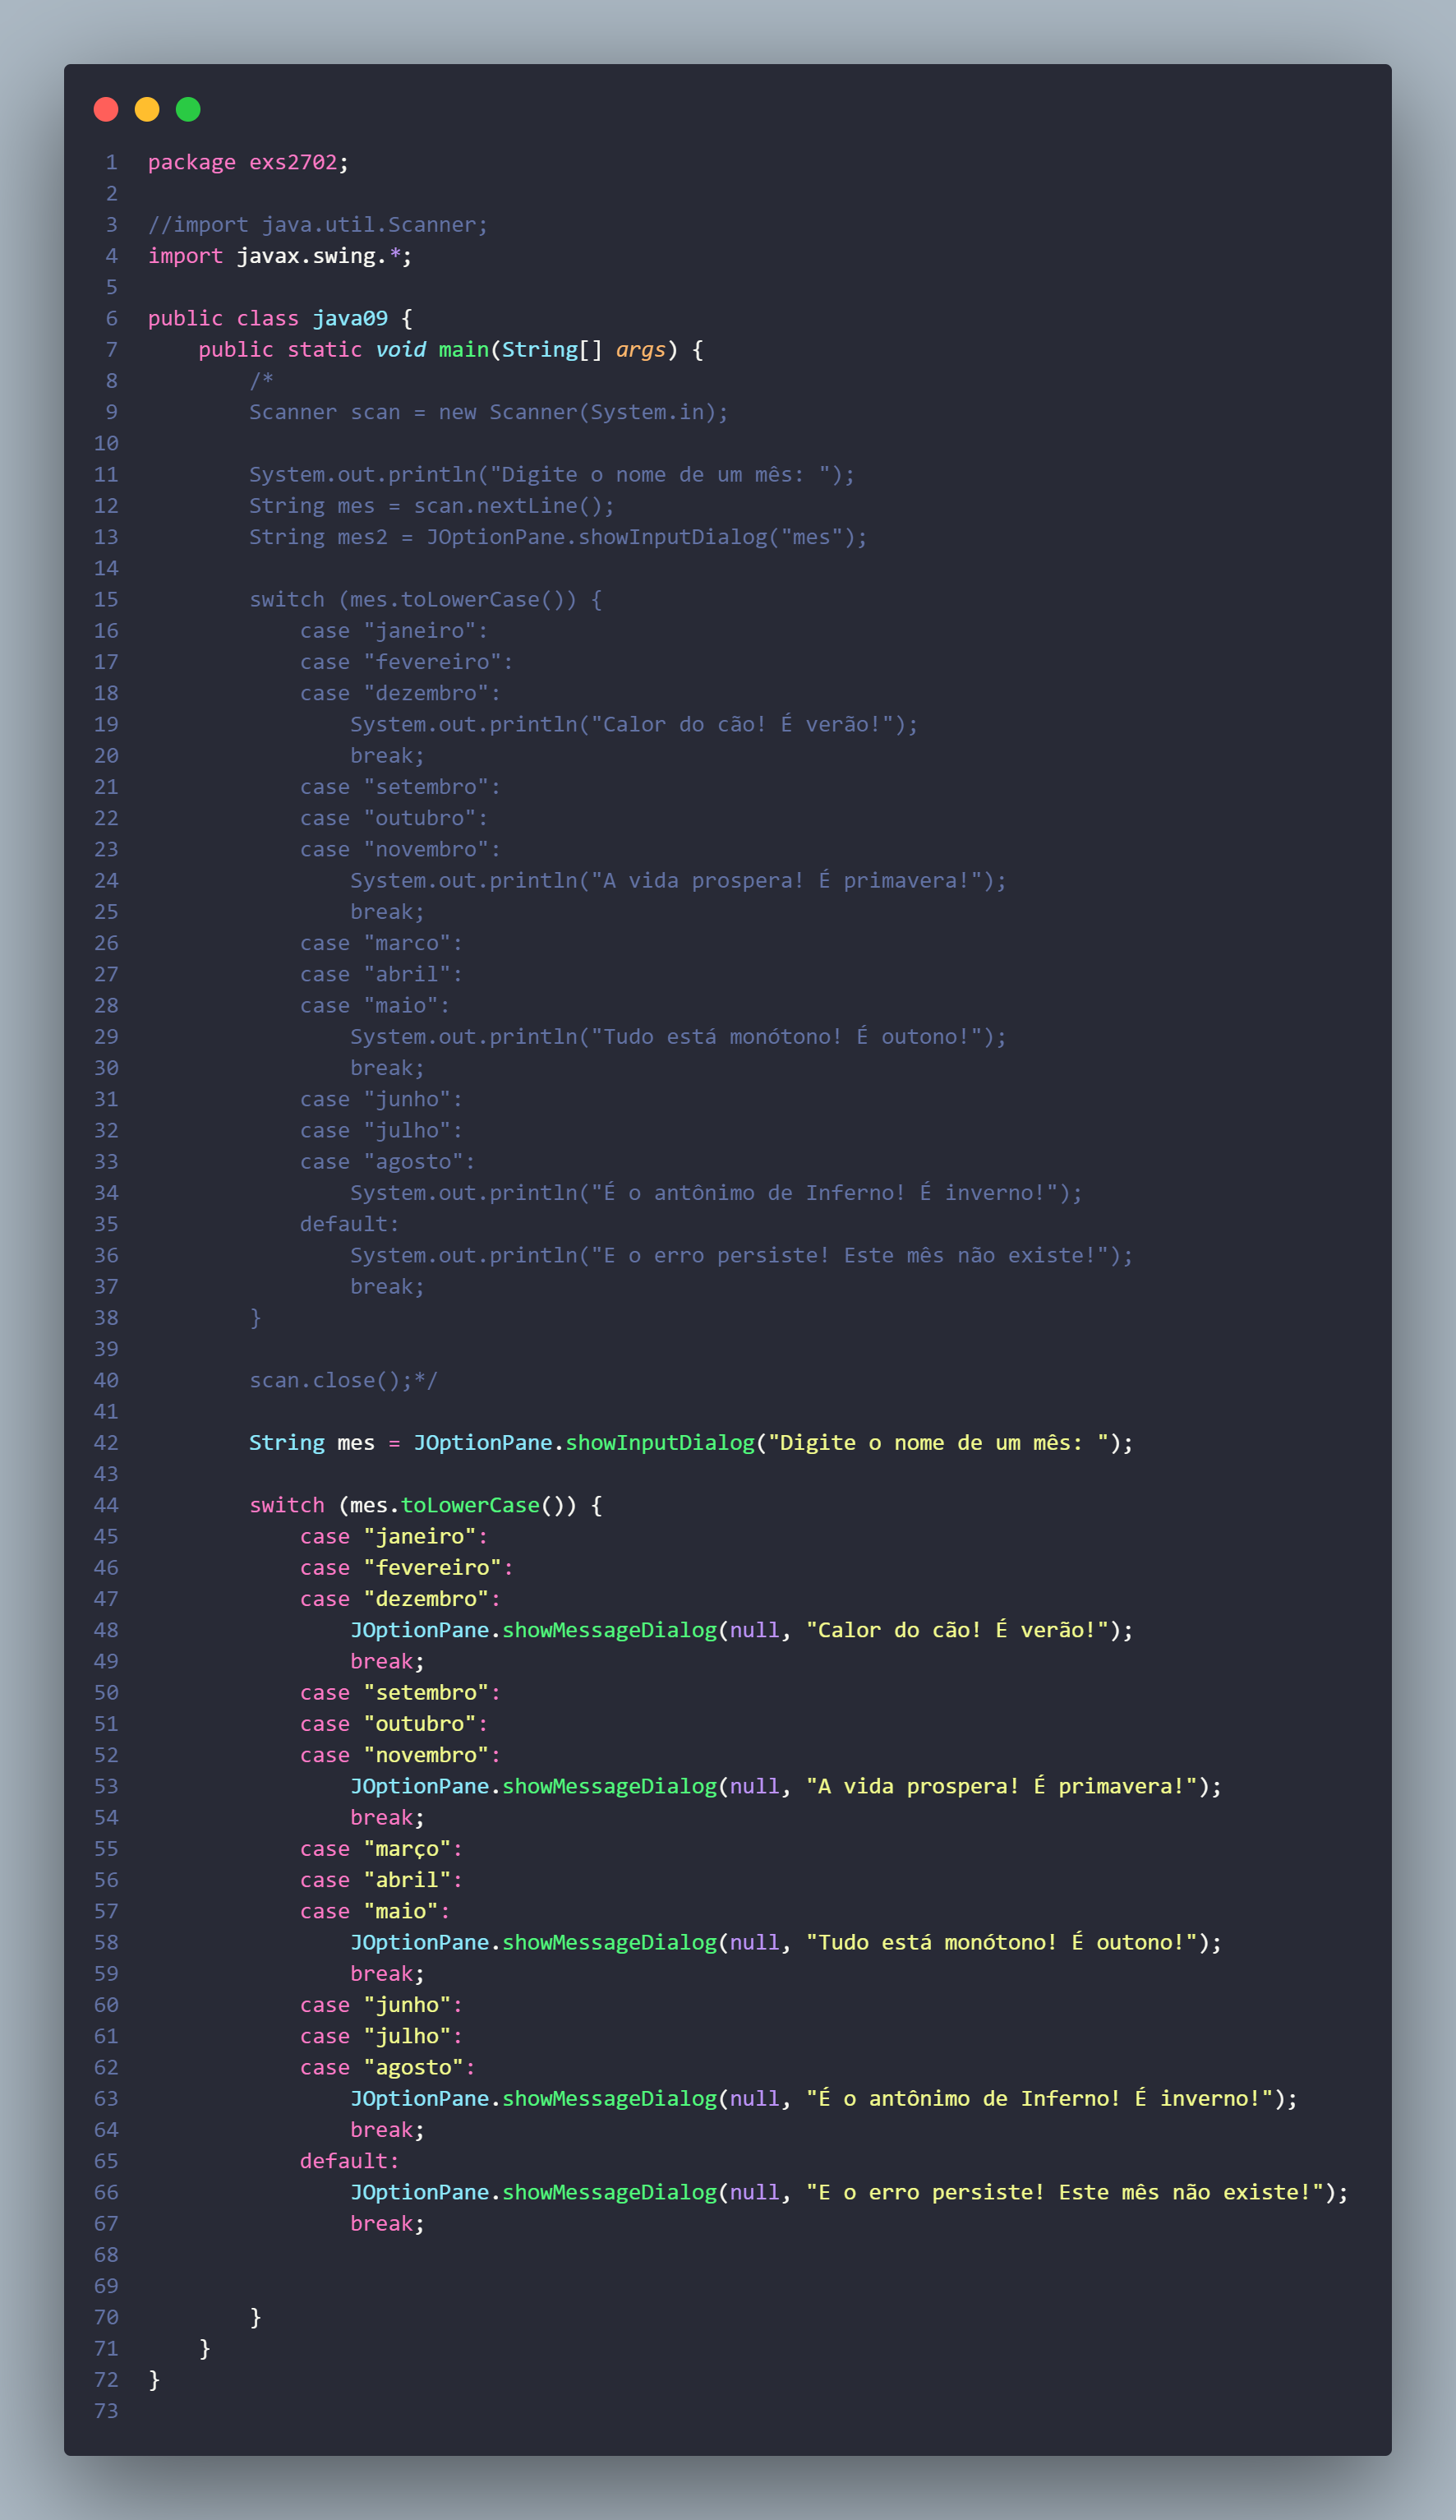 1 package exs2702;
2
3 //import java.util.Scanner;
4 import javax.swing.*;
5
6 public class java09 {
7     public static void main(String[] args) {
8         /*
9         Scanner scan = new Scanner(System.in);
10
11         System.out.println("Digite o nome de um mês: ");
12         String mes = scan.nextLine();
13         String mes2 = JOptionPane.showInputDialog("mes");
14
15         switch (mes.toLowerCase()) {
16             case "janeiro":
17             case "fevereiro":
18             case "dezembro":
19                 System.out.println("Calor do cão! É verão!");
20                 break;
21             case "setembro":
22             case "outubro":
23             case "novembro":
24                 System.out.println("A vida prospera! É primavera!");
25                 break;
26             case "marco":
27             case "abril":
28             case "maio":
29                 System.out.println("Tudo está monótono! É outono!");
30                 break;
31             case "junho":
32             case "julho":
33             case "agosto":
34                 System.out.println("É o antônimo de Inferno! É inverno!");
35             default:
36                 System.out.println("E o erro persiste! Este mês não existe!");
37                 break;
38         }
39
40         scan.close();*/
41
42         String mes = JOptionPane.showInputDialog("Digite o nome de um mês: ");
43
44         switch (mes.toLowerCase()) {
45             case "janeiro":
46             case "fevereiro":
47             case "dezembro":
48                 JOptionPane.showMessageDialog(null, "Calor do cão! É verão!");
49                 break;
50             case "setembro":
51             case "outubro":
52             case "novembro":
53                 JOptionPane.showMessageDialog(null, "A vida prospera! É primavera!");
54                 break;
55             case "março":
56             case "abril":
57             case "maio":
58                 JOptionPane.showMessageDialog(null, "Tudo está monótono! É outono!");
59                 break;
60             case "junho":
61             case "julho":
62             case "agosto":
63                 JOptionPane.showMessageDialog(null, "É o antônimo de Inferno! É inverno!");
64                 break;
65             default:
66                 JOptionPane.showMessageDialog(null, "E o erro persiste! Este mês não existe!");
67                 break;
68
69
70         }
71     }
72 }
73